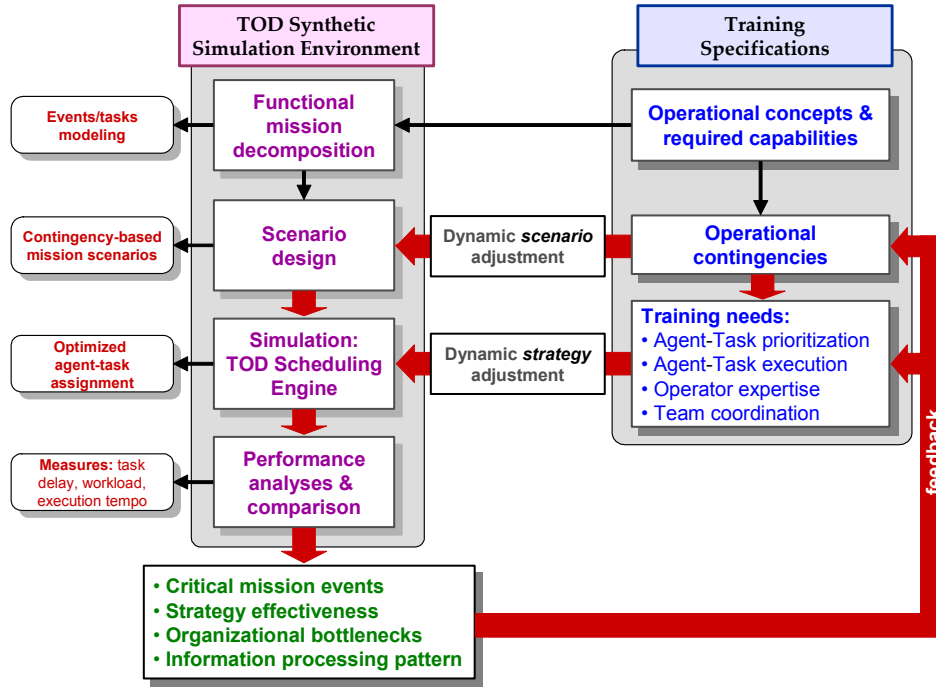 TOD Synthetic
Simulation Environment
Training
Specifications
Events/tasks
modeling
Functional
mission
decomposition
Operational concepts &
required capabilities
Contingency-based
mission scenarios
Scenario
design
Dynamic scenario
adjustment
Operational
contingencies
Optimized
agent-task
assignment
Simulation:
TOD Scheduling
Engine
Dynamic strategy
adjustment
Training needs:
• Agent-Task prioritization
• Agent-Task execution
• Operator expertise
• Team coordination
Measures: task
delay, workload,
execution tempo
Performance
analyses &
comparison
feedback
• Critical mission events
• Strategy effectiveness
• Organizational bottlenecks
• Information processing pattern